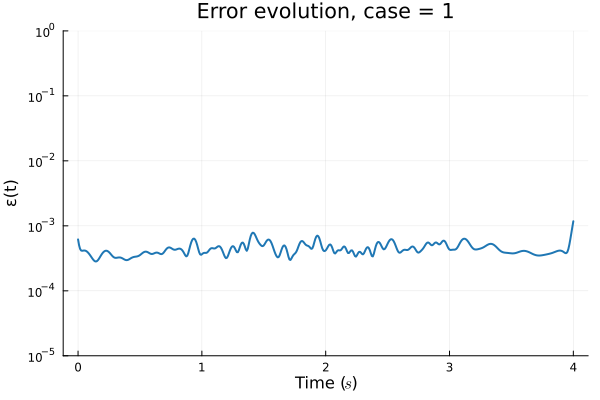 Error evolution, case = 1
10⁰
10⁻¹
10⁻²
10⁻³
10⁻⁴
10⁻⁵
ε(t)
0 1 2 3 4
Time (s)